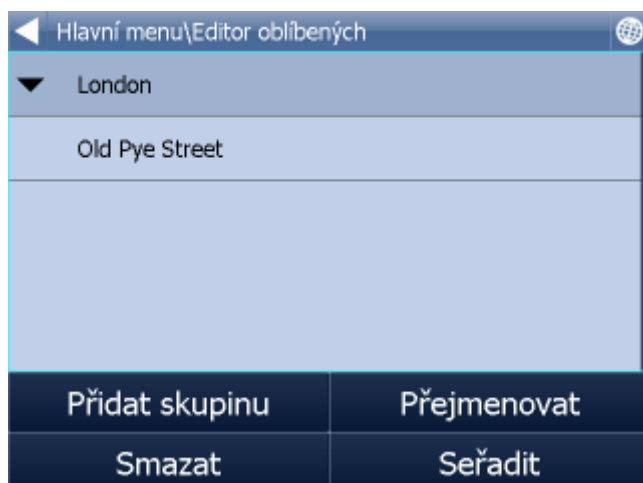 Hlavní menu\Editor oblíbených
London
Old Pye Street
Přidat skupinu
Přejmenovat
Smazat
Seřadit